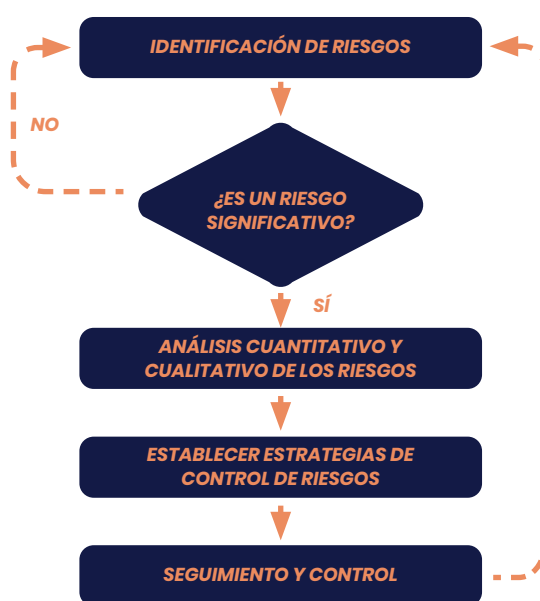 IDENTIFICACIÓN DE RIESGOS
NO
¿ES UN RIESGO
SIGNIFICATIVO?
SÍ
ANÁLISIS CUANTITATIVO Y
CUALITATIVO DE LOS RIESGOS
ESTABLECER ESTRATEGIAS DE
CONTROL DE RIESGOS
SEGUIMIENTO Y CONTROL